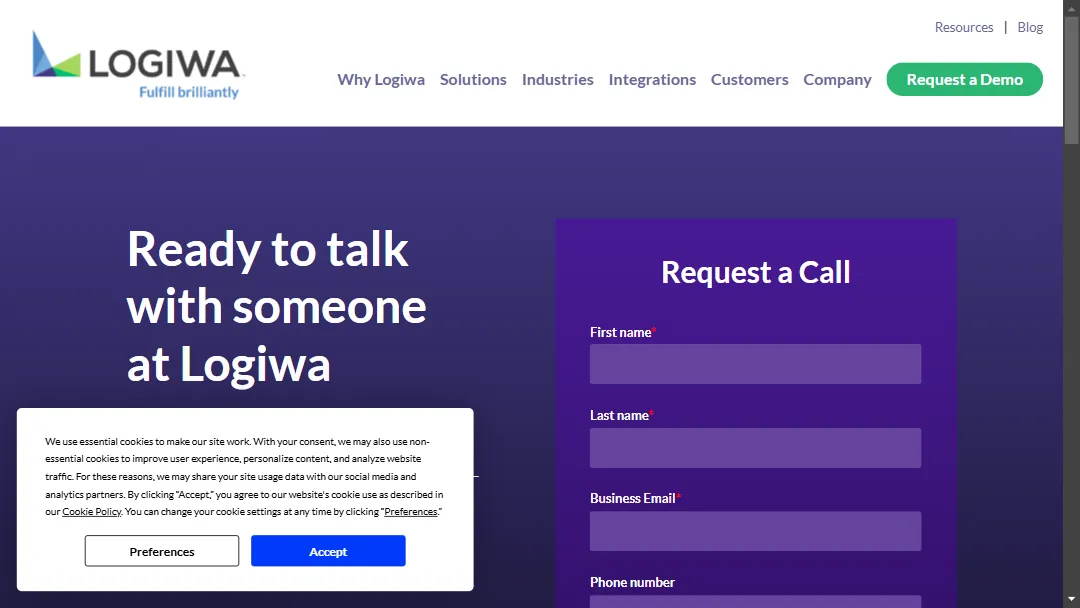 Resources | Blog
LOGIWA
Fulfill brilliantly
Why Logiwa Solutions Industries Integrations Customers Company Request a Demo
Ready to talk
with someone
at Logiwa
Request a Call
First name*
Last name*
Business Email*
Phone number
We use essential cookies to make our site work. With your consent, we may also use non-
essential cookies to improve user experience, personalize content, and analyze website
traffic. For these reasons, we may share your site usage data with our social media and
analytics partners. By clicking "Accept," you agree to our website's cookie use as described in
our Cookie Policy. You can change your cookie settings at any time by clicking "Preferences."
Preferences Accept